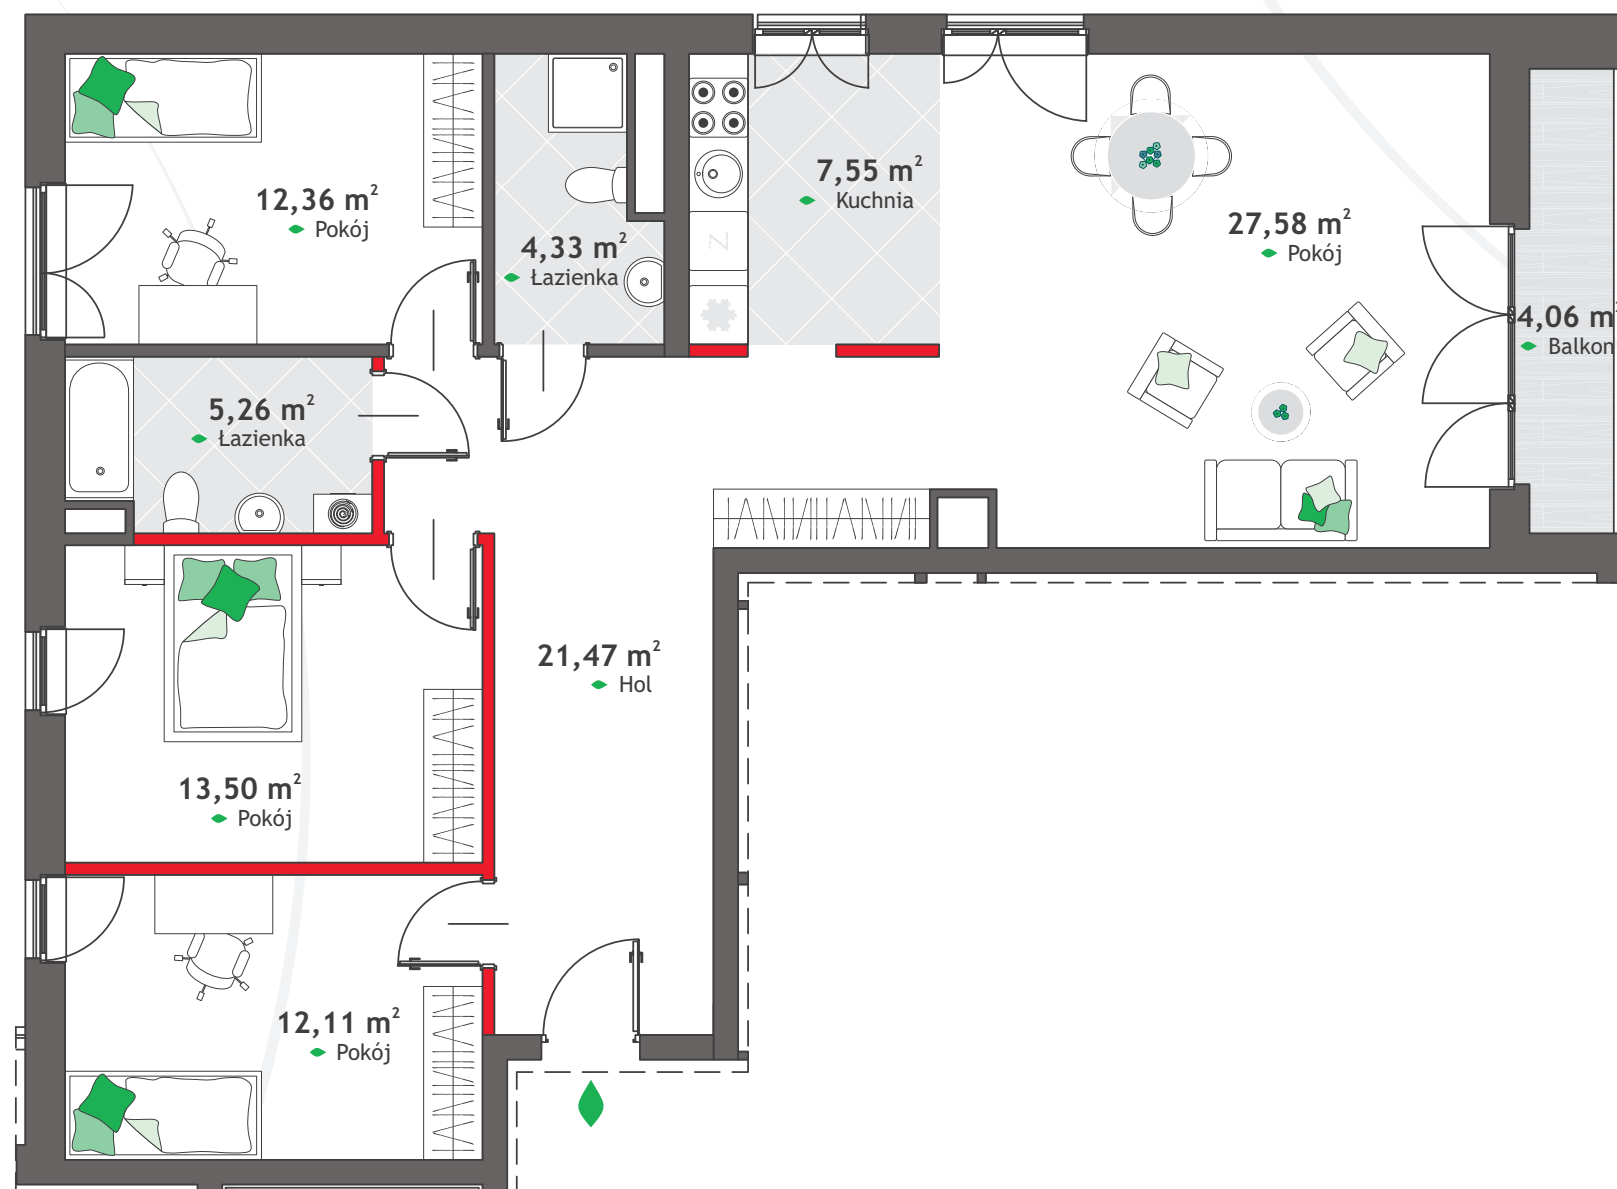 12,36 m²
Pokój
4,33 m²
Łazienka
7,55 m²
Kuchnia
27,58 m²
Pokój
4,06 m²
Balkon
5,26 m²
Łazienka
Z
21,47 m²
Hol
13,50 m²
Pokój
12,11 m²
Pokój